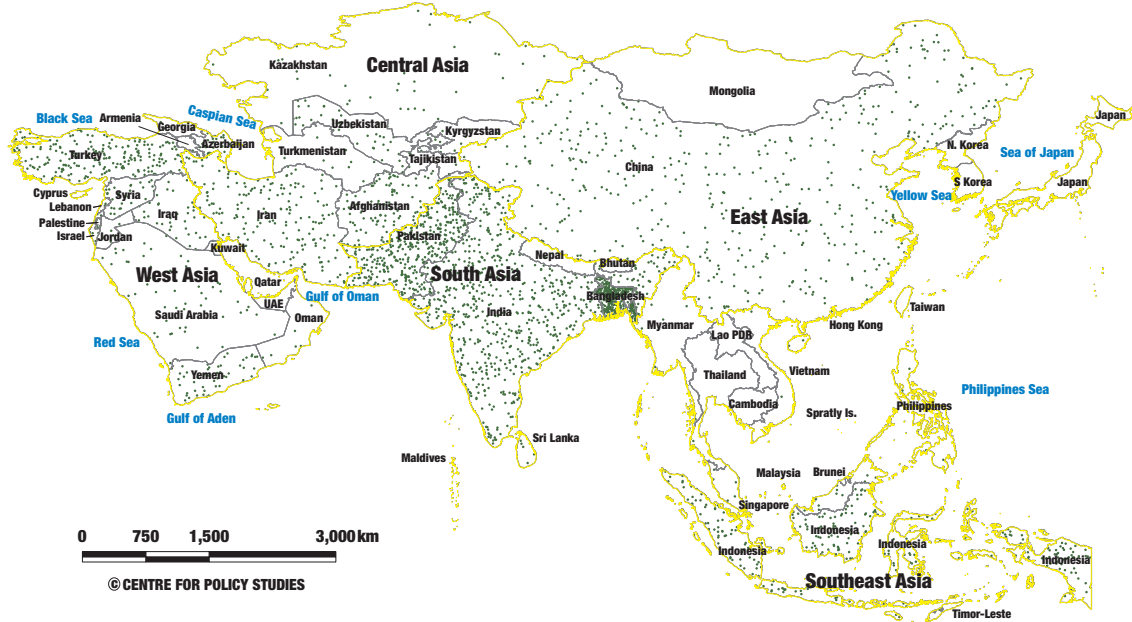 Kazakhstan
Central Asia
Mongolia
Black Sea
Armenia
Caspian Sea
Georgia
Azerbaijan
Uzbekistan
Kyrgyzstan
Japan
Turkey
Turkmenistan
Tajikistan
China
N. Korea
Sea of Japan
S Korea
Japan
Cyprus
Syria
Lebanon
Afghanistan
Yellow Sea
Palestine
Iraq
Iran
East Asia
Israel
Jordan
Pakistan
Kuwait
Nepal
Bhutan
West Asia
South Asia
Qatar
Gulf of Oman
Bangladesh
UAE
Saudi Arabia
Oman
India
Taiwan
Myanmar
Hong Kong
Red Sea
Lao PDR
Yemen
Thailand
Vietnam
Philippines Sea
Cambodia
Spratly Is.
Philippines
Gulf of Aden
Sri Lanka
Maldives
Malaysia
Brunei
Singapore
Indonesia
0 750 1,500 3,000 km
Indonesia
Indonesia
Indonesia
© CENTRE FOR POLICY STUDIES
Southeast Asia
Timor-Leste